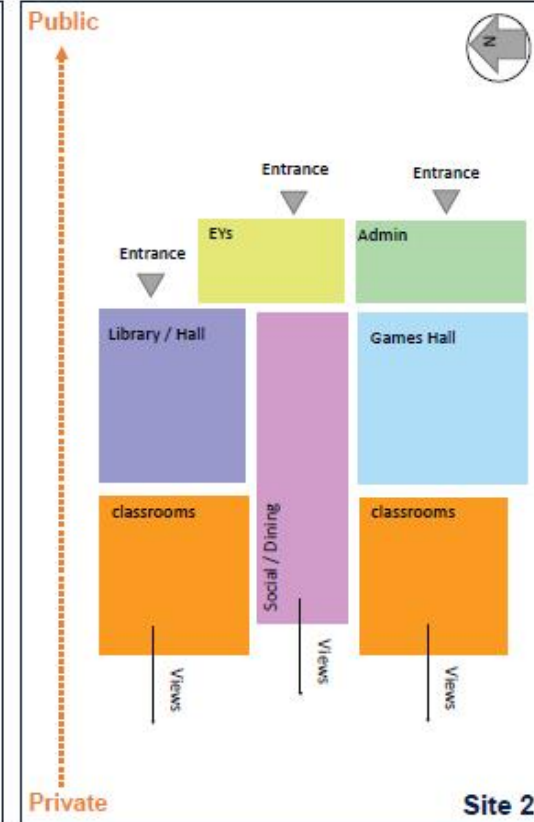 Public
N
Entrance
Entrance
EYs
Admin
Entrance
Library / Hall
Games Hall
classrooms
Social / Dining
classrooms
Views
Views
Views
Private
Site 2